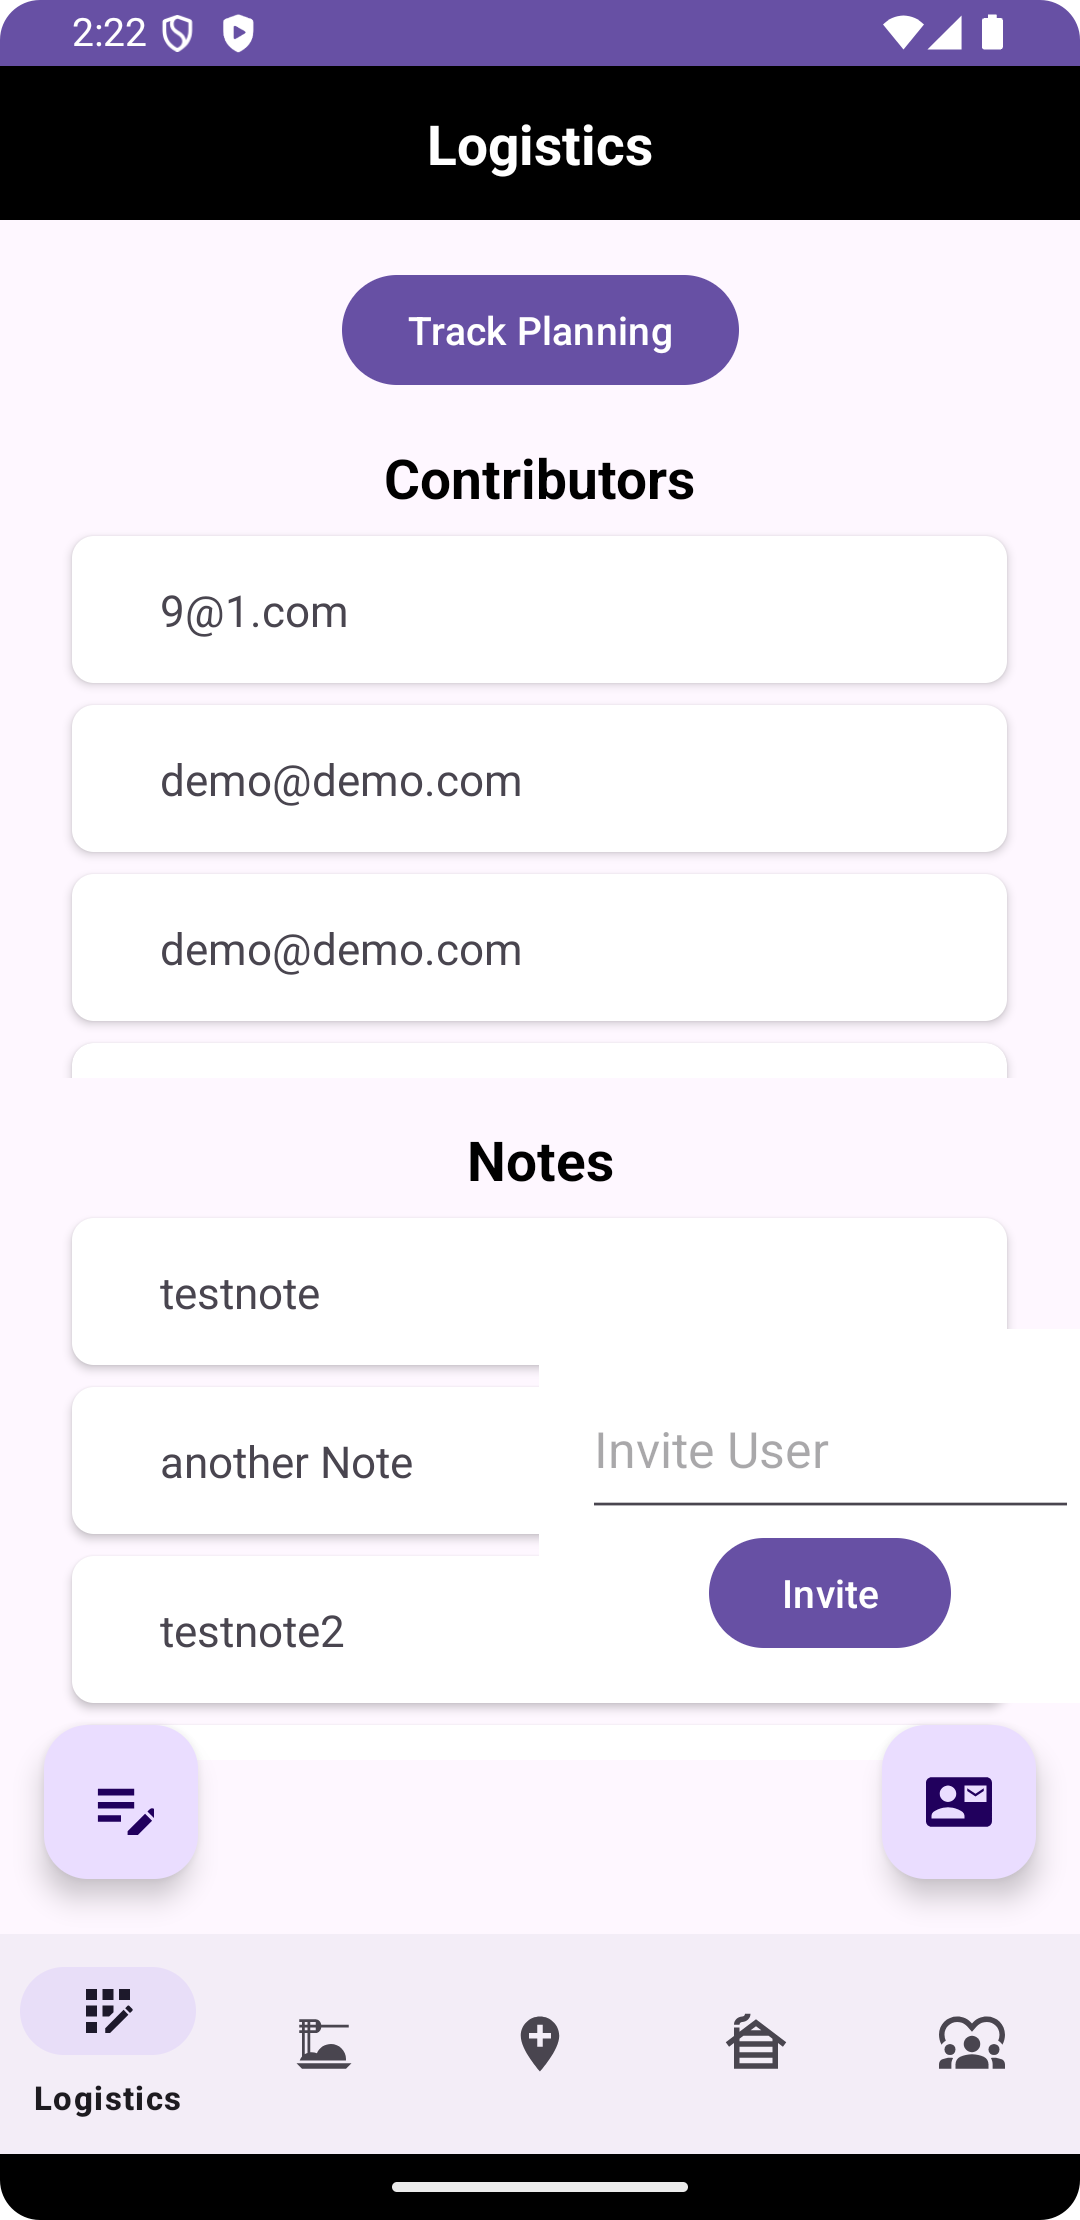 2:22
Logistics
Track Planning
Contributors
9@1.com
demo@demo.com
demo@demo.com
Notes
testnote
another Note
Invite User
Invite
testnote2
Logistics